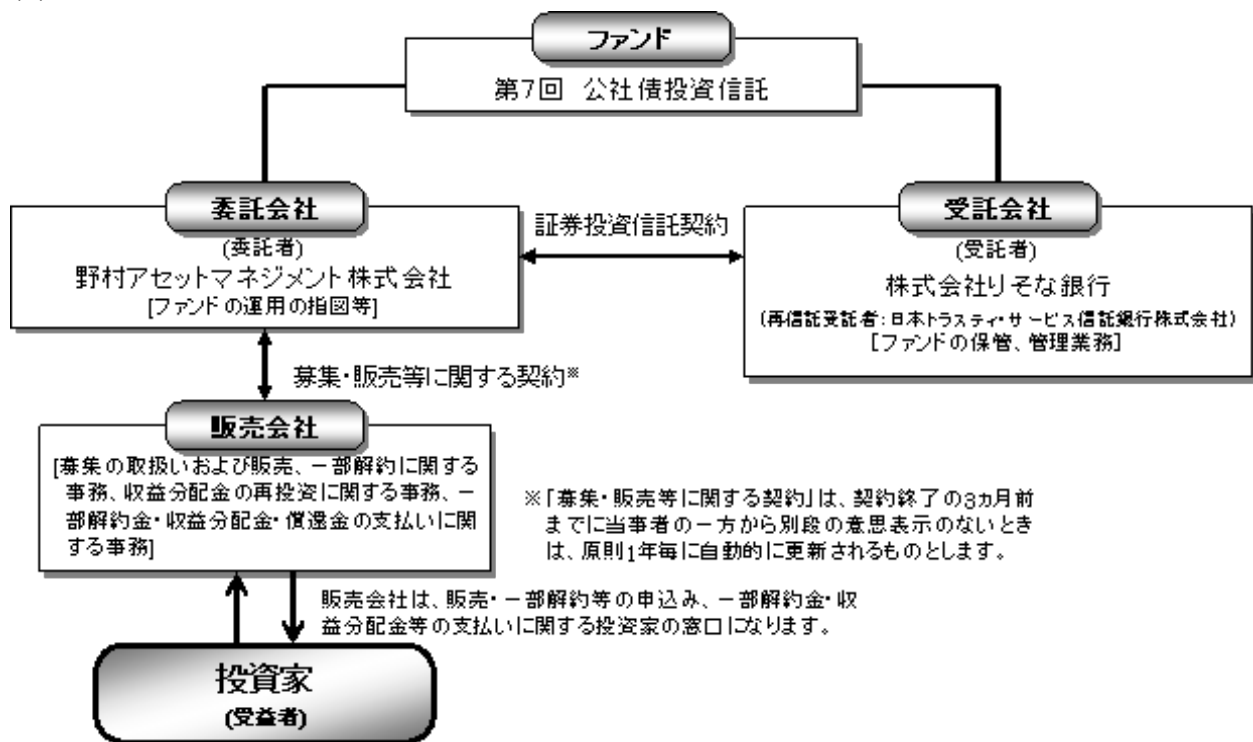 ファンド
第7回 公社債投資信託
委託会社
(委託者)
野村アセットマネジメント株式会社
[ファンドの運用の指図等]
証券投資信託契約
受託会社
(受託者)
株式会社りそな銀行
(再信託受託者:日本トラスティ・サービス信託銀行株式会社)
[ファンドの保管、管理業務]
募集・販売等に関する契約※
販売会社
[募集の取扱いおよび販売、一部解約に関する
事務、収益分配金の再投資に関する事務、一
部解約金・収益分配金・償還金の支払いに関
する事務]
※「募集・販売等に関する契約」は、契約終了の3ヵ月前
までに当事者の一方から別段の意思表示のないとき
は、原則1年毎に自動的に更新されるものとします。
販売会社は、販売・一部解約等の申込み、一部解約金・収
益分配金等の支払いに関する投資家の窓口になります。
投資家
(受益者)